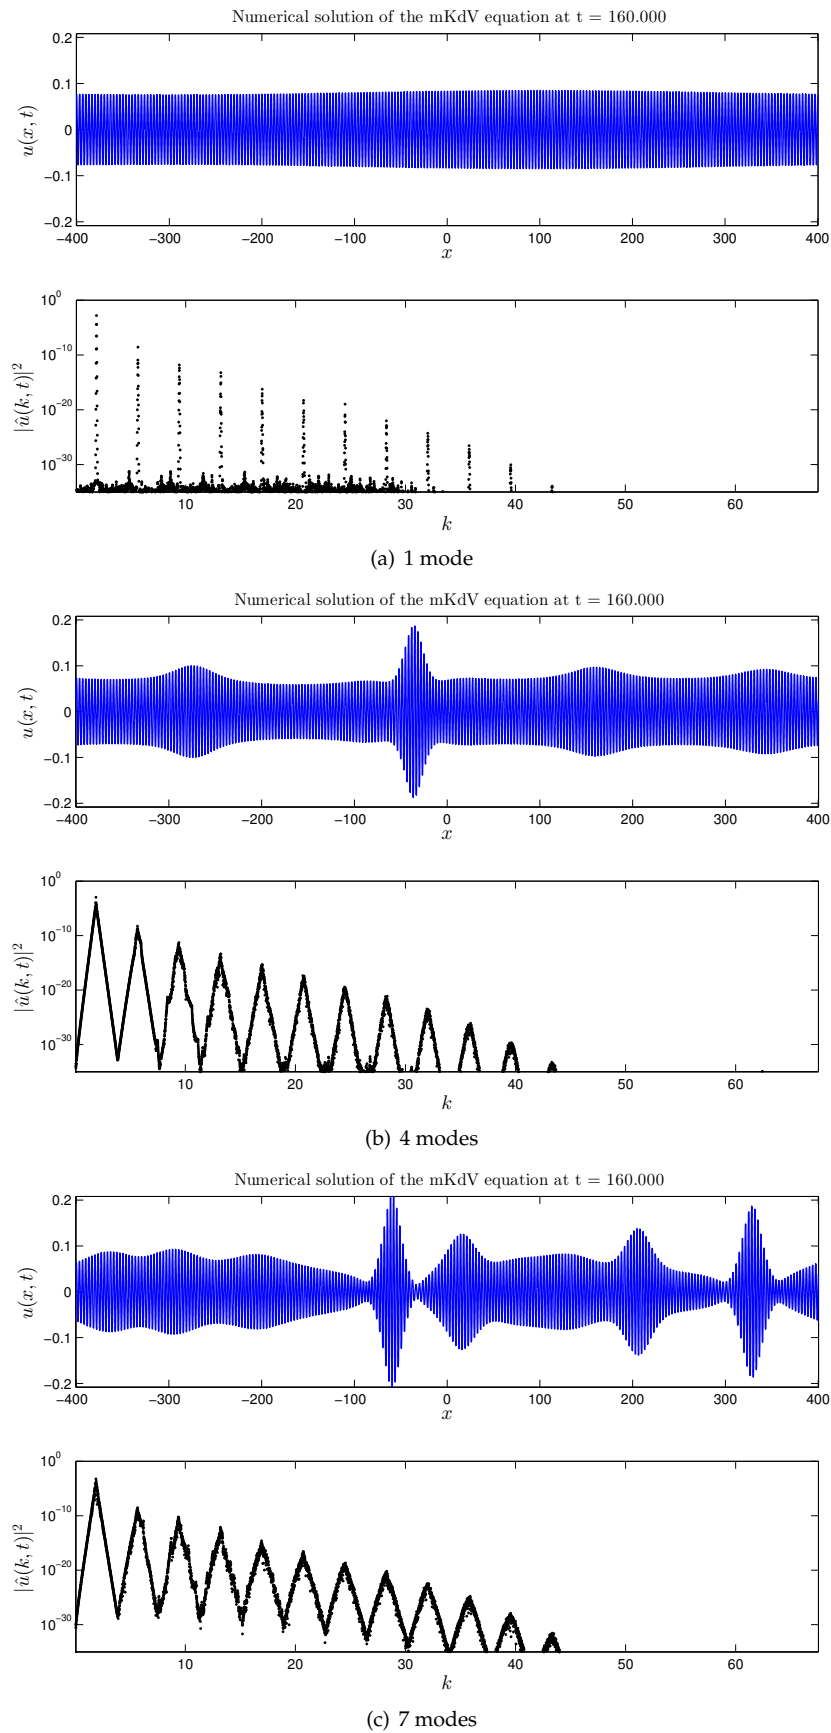 Numerical solution of the mKdV equation at t = 160.000
0.2
0.1
0
−0.1
−0.2
u(x, t)
−400 −300 −200 −100 0 100 200 300 400
x
10^0
10^−10
10^−20
10^−30
|û(k, t)|^2
10 20 30 40 50 60
k
(a) 1 mode
Numerical solution of the mKdV equation at t = 160.000
0.2
0.1
0
−0.1
−0.2
u(x, t)
−400 −300 −200 −100 0 100 200 300 400
x
10^0
10^−10
10^−20
10^−30
|û(k, t)|^2
10 20 30 40 50 60
k
(b) 4 modes
Numerical solution of the mKdV equation at t = 160.000
0.2
0.1
0
−0.1
−0.2
u(x, t)
−400 −300 −200 −100 0 100 200 300 400
x
10^0
10^−10
10^−20
10^−30
|û(k, t)|^2
10 20 30 40 50 60
k
(c) 7 modes